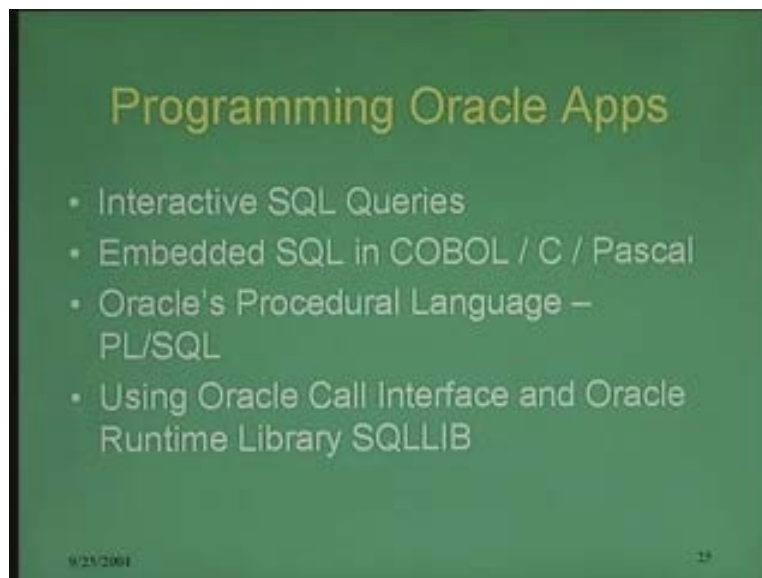 Programming Oracle Apps
• Interactive SQL Queries
• Embedded SQL in COBOL / C / Pascal
• Oracle's Procedural Language –
PL/SQL
• Using Oracle Call Interface and Oracle
Runtime Library SQLLIB